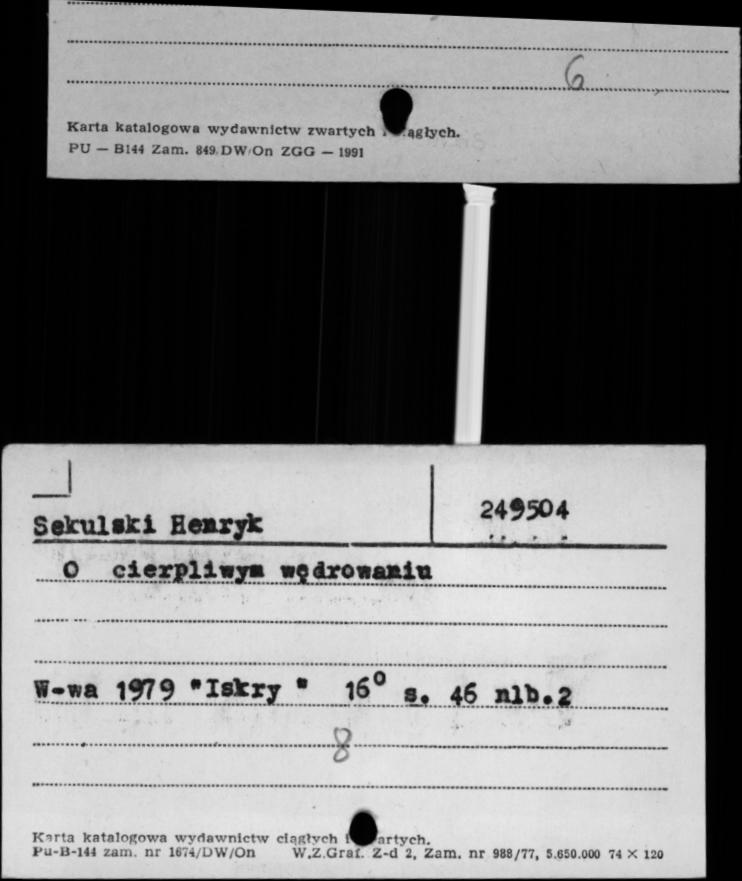 6
Karta katalogowa wydawnictw zwartych i ciągłych.
PU — B144 Zam. 849/DW/On ZGG — 1991
249504
Sekulski Henryk
O cierpliwym wędrowaniu
W-wa 1979 "Iskry " 16° s. 46 nlb.2
8
Karta katalogowa wydawnictw ciągłych i artych.
Pu-B-144 zam. nr 1674/DW/On W.Z.Graf. Z-d 2, Zam. nr 988/77, 5.650.000 74 × 120